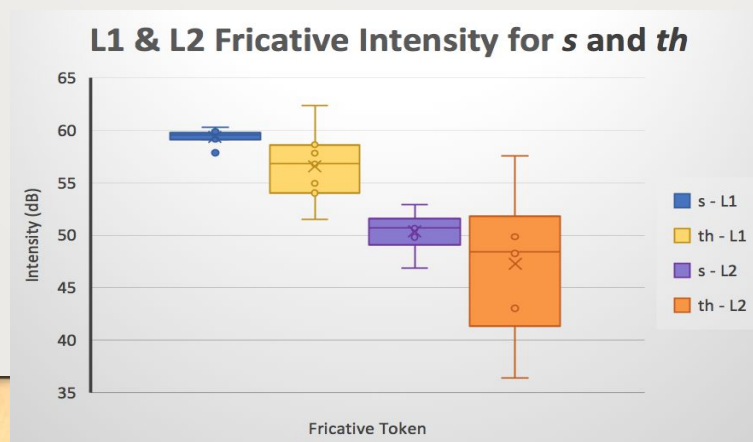 L1 & L2 Fricative Intensity for s and th
65
60
55
50
45
40
35
Intensity (dB)
Fricative Token
s - L1
th - L1
s - L2
th - L2